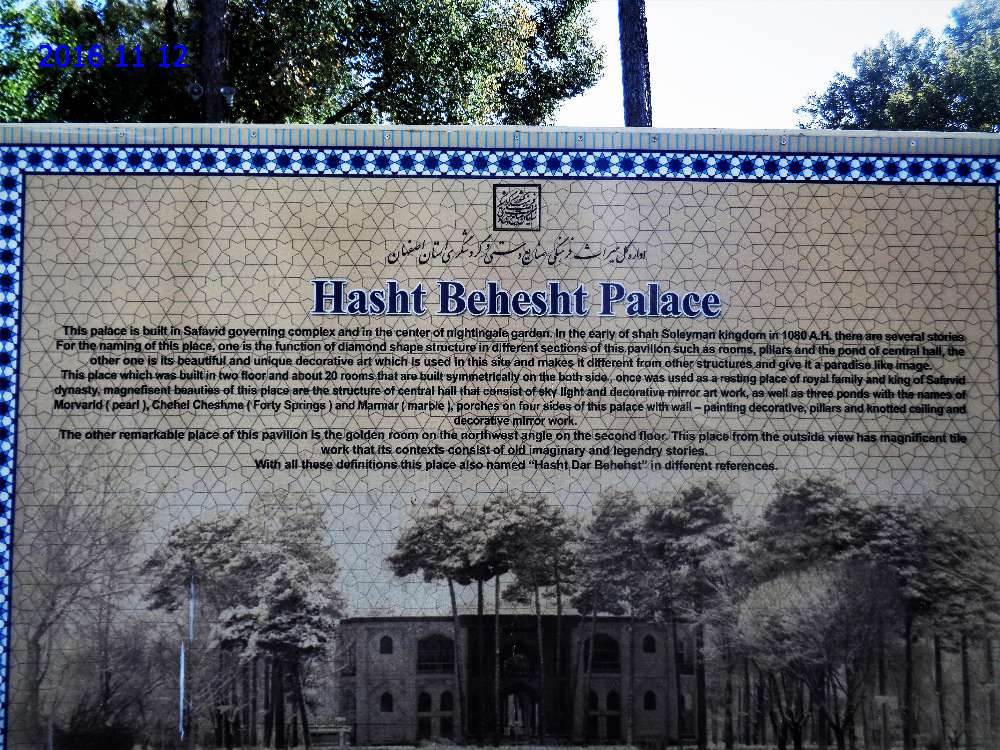 2016 11 12
اداره کل میراث فرهنگی، صنایع دستی و گردشگری استان اصفهان
Hasht Behesht Palace
This palace is built in Safavid governing complex and in the center of nightingale garden. In the early of shah Soleyman kingdom in 1080 A.H. there are several stories
For the naming of this place, one is the function of diamond shape structure in different sections of this pavilion such as rooms, pillars and the pond of central hall, the
other one is its beautiful and unique decorative art which is used in this site and makes it different from other structures and give it a paradise like image.
This place which was built in two floor and about 20 rooms that are built symmetrically on the both side , once was used as a resting place of royal family and king of Safavid
dynasty, magnefisent beauties of this place are the structure of central hall that consist of sky light and decorative mirror art work, as well as three ponds with the names of
Morvarid ( pearl ), Chehel Cheshme ( Forty Springs ) and Marmar ( marble ), porches on four sides of this palace with wall – painting decorative, pillars and knotted ceiling and
decorative mirror work.
The other remarkable place of this pavilion is the golden room on the northwest angle on the second floor. This place from the outside view has magnificent tile
work that its contexts consist of old imaginary and legendry stories.
With all these definitions this place also named "Hasht Dar Behehst" in different references.